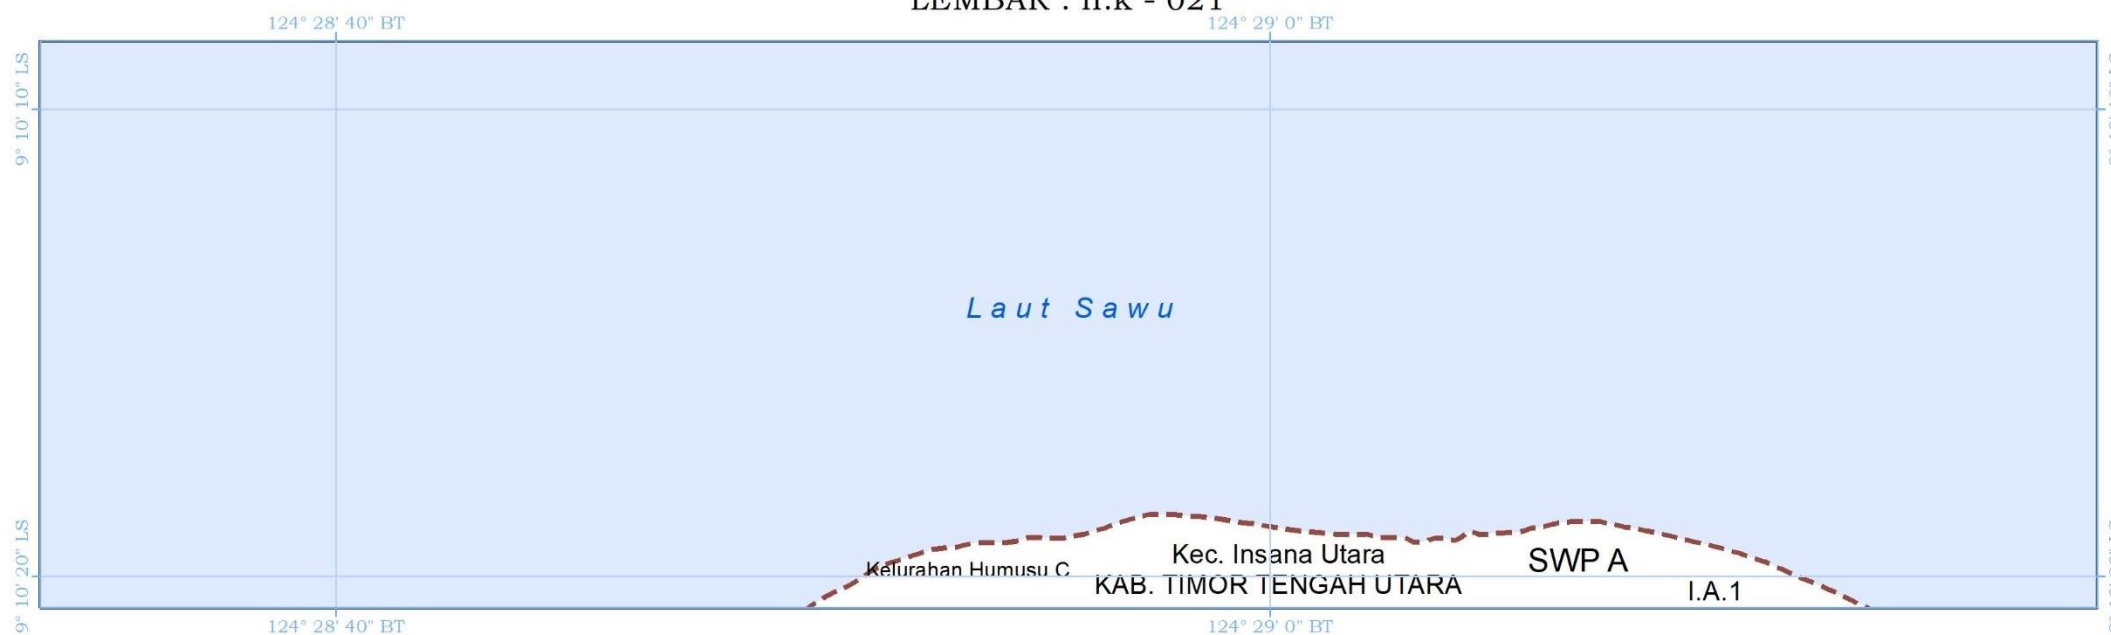 LEMBAR : II.k - 021
124° 28' 40" BT
124° 29' 0" BT
9° 10' 10" LS
Laut Sawu
9° 10' 20" LS
Kelurahan Humusu C
Kec. Insana Utara
KAB. TIMOR TENGAH UTARA
SWP A
I.A.1
124° 28' 40" BT
124° 29' 0" BT